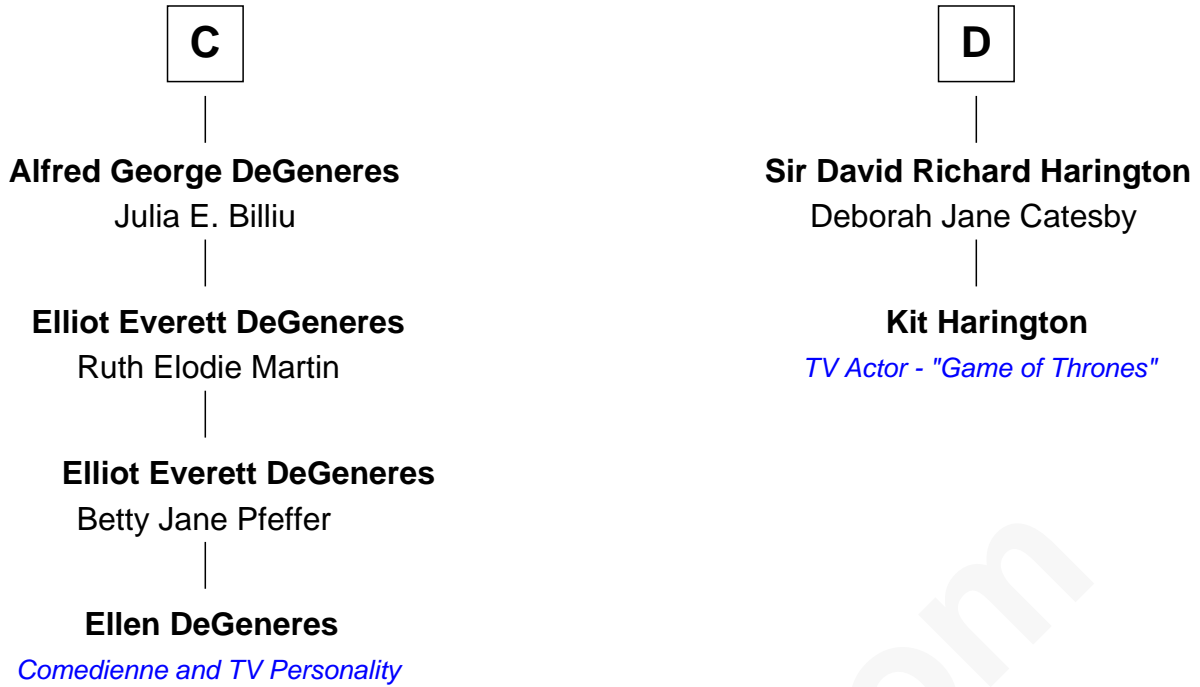 C
Alfred George DeGeneres
Julia E. Billiu
Elliot Everett DeGeneres
Ruth Elodie Martin
Elliot Everett DeGeneres
Betty Jane Pfeffer
Ellen DeGeneres
Comedienne and TV Personality
D
Sir David Richard Harington
Deborah Jane Catesby
Kit Harington
TV Actor - "Game of Thrones"
om